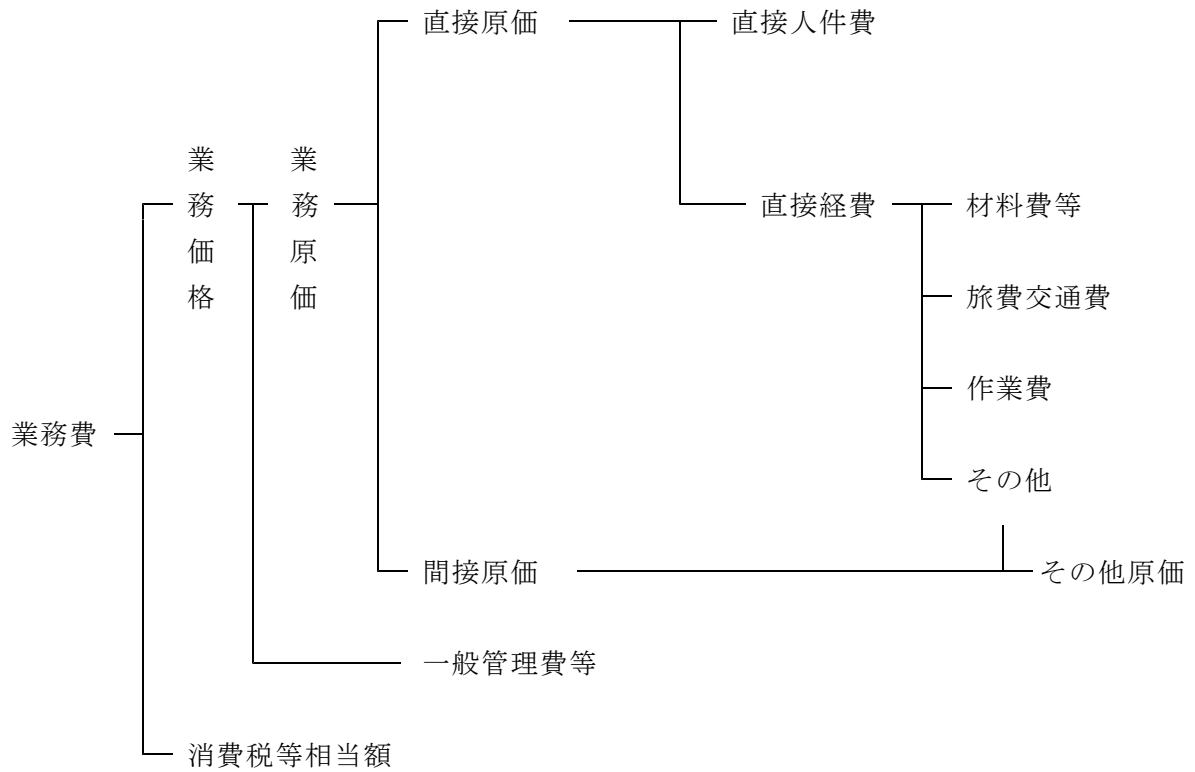 直接原価
直接人件費
業務価格
業務原価
直接経費
材料費等
旅費交通費
作業費
業務費
その他
間接原価
その他原価
一般管理費等
消費税等相当額